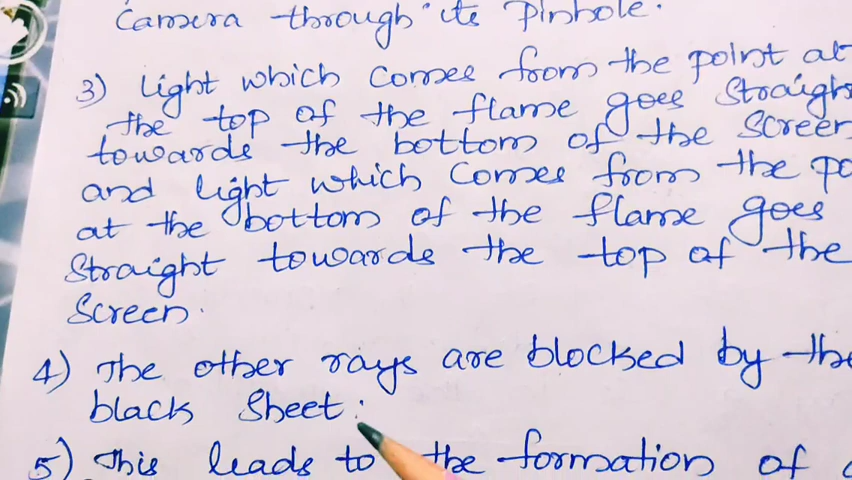 Camera through its Pinhole.
3) Light which comes from the point at
the top of the flame goes Straigh
towards the bottom of the Screen
and light which comes from the po
at the bottom of the flame goes
Straight towards the top of the
Screen.
4) The other rays are blocked by the
black Sheet.
5) This leads to the formation of